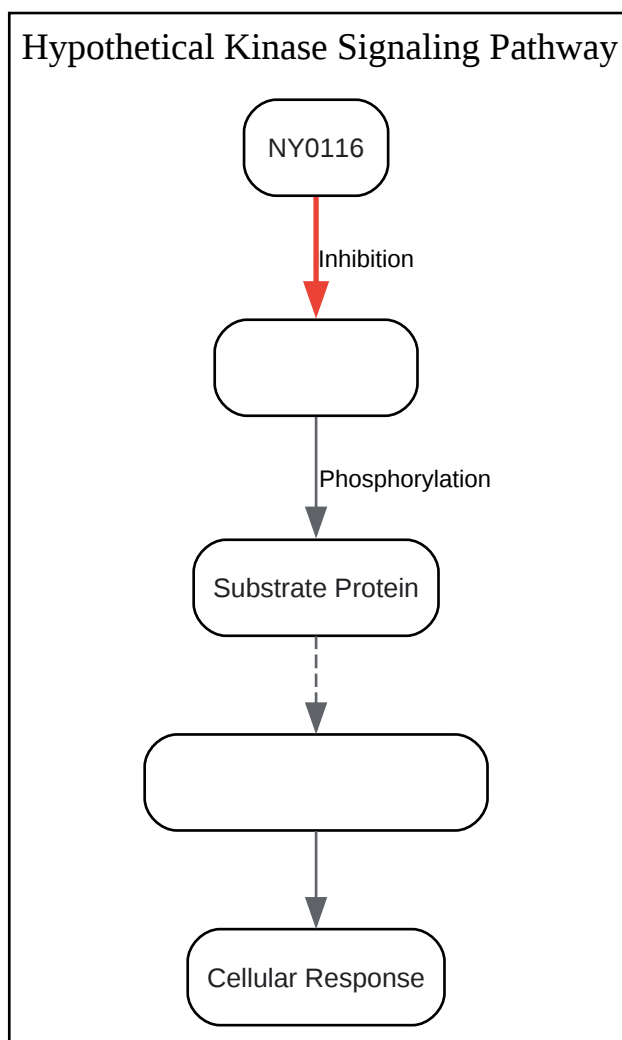 Hypothetical Kinase Signaling Pathway
NY0116
Inhibition
Phosphorylation
Substrate Protein
Cellular Response